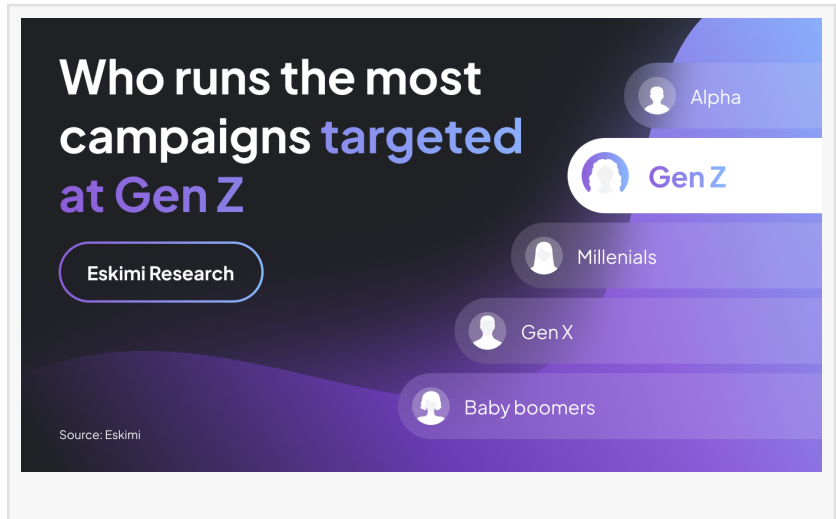 Who runs the most
campaigns targeted
at Gen Z
Eskimi Research
Source: Eskimi
Alpha
Gen Z
Millenials
Gen X
Baby boomers